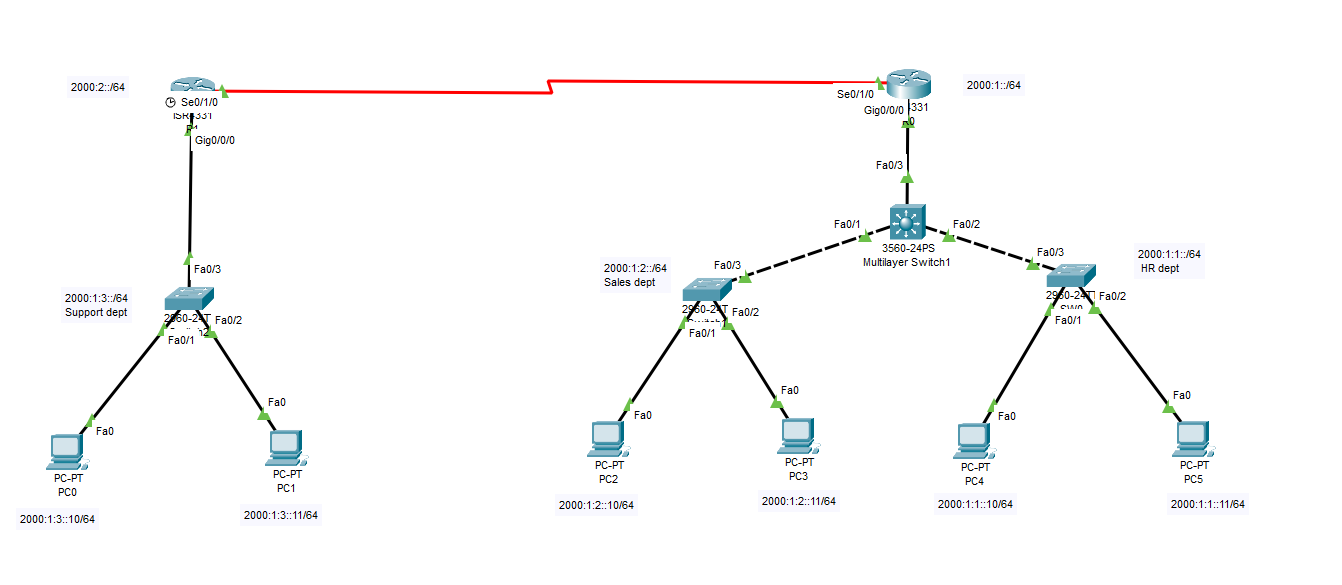 2000:2::/64
Se0/1/0
Gig0/0/0
Fa0/3
2000:1:3::/64
Support dept
Fa0/2
Fa0/1
Fa0
PC-PT
PC0
2000:1:3::10/64
Fa0
PC-PT
PC1
2000:1:3::11/64
Se0/1/0
Gig0/0/0
2000:1::/64
Fa0/3
Fa0/1
Fa0/2
3560-24PS
Multilayer Switch1
2000:1:2::/64
Sales dept
Fa0/3
Fa0/2
Fa0/1
Fa0
PC-PT
PC2
2000:1:2::10/64
Fa0
PC-PT
PC3
2000:1:2::11/64
Fa0/3
2000:1:1::/64
HR dept
Fa0/2
Fa0/1
Fa0
PC-PT
PC4
2000:1:1::10/64
Fa0
PC-PT
PC5
2000:1:1::11/64